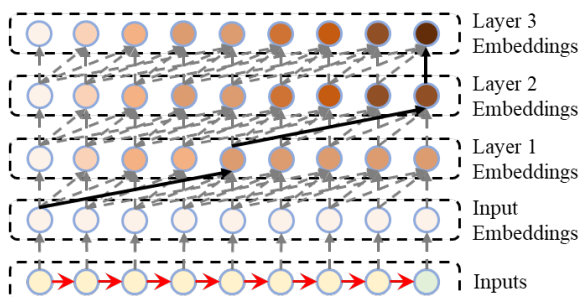 Layer 3
Embeddings
Layer 2
Embeddings
Layer 1
Embeddings
Input
Embeddings
Inputs